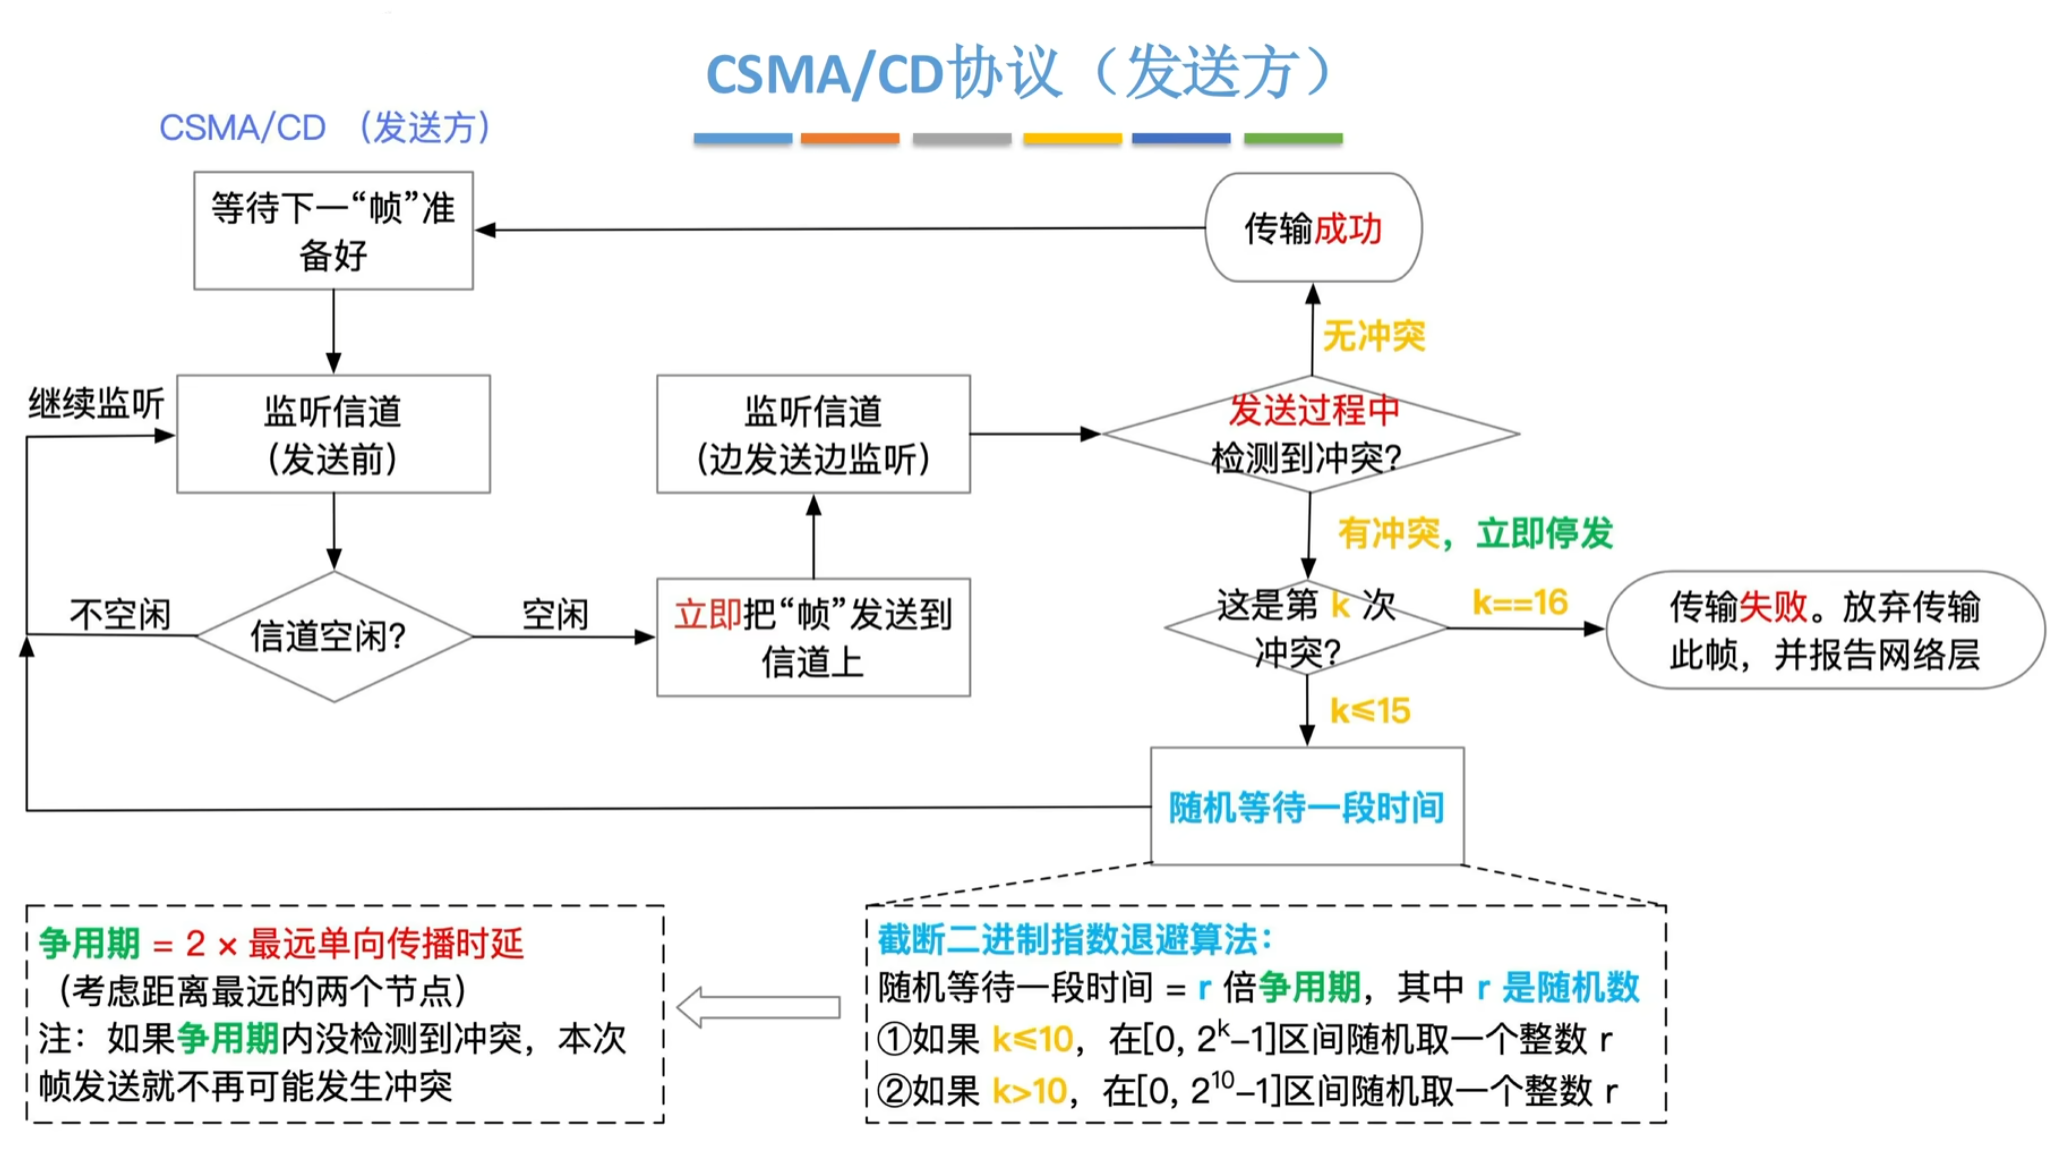 CSMA/CD协议（发送方）
CSMA/CD （发送方）
等待下一“帧”准
备好
传输成功
无冲突
继续监听
监听信道
（发送前）
监听信道
（边发送边监听）
发送过程中
检测到冲突？
有冲突，立即停发
不空闲
信道空闲？
空闲
立即把“帧”发送到
信道上
这是第 k 次
冲突？
k==16
传输失败。放弃传输
此帧，并报告网络层
k≤15
随机等待一段时间
争用期 = 2 × 最远单向传播时延
（考虑距离最远的两个节点）
注：如果争用期内没检测到冲突，本次
帧发送就不再可能发生冲突
截断二进制指数退避算法：
随机等待一段时间 = r 倍争用期，其中 r 是随机数
①如果 k≤10，在[0, 2^k–1]区间随机取一个整数 r
②如果 k>10，在[0, 2^10–1]区间随机取一个整数 r